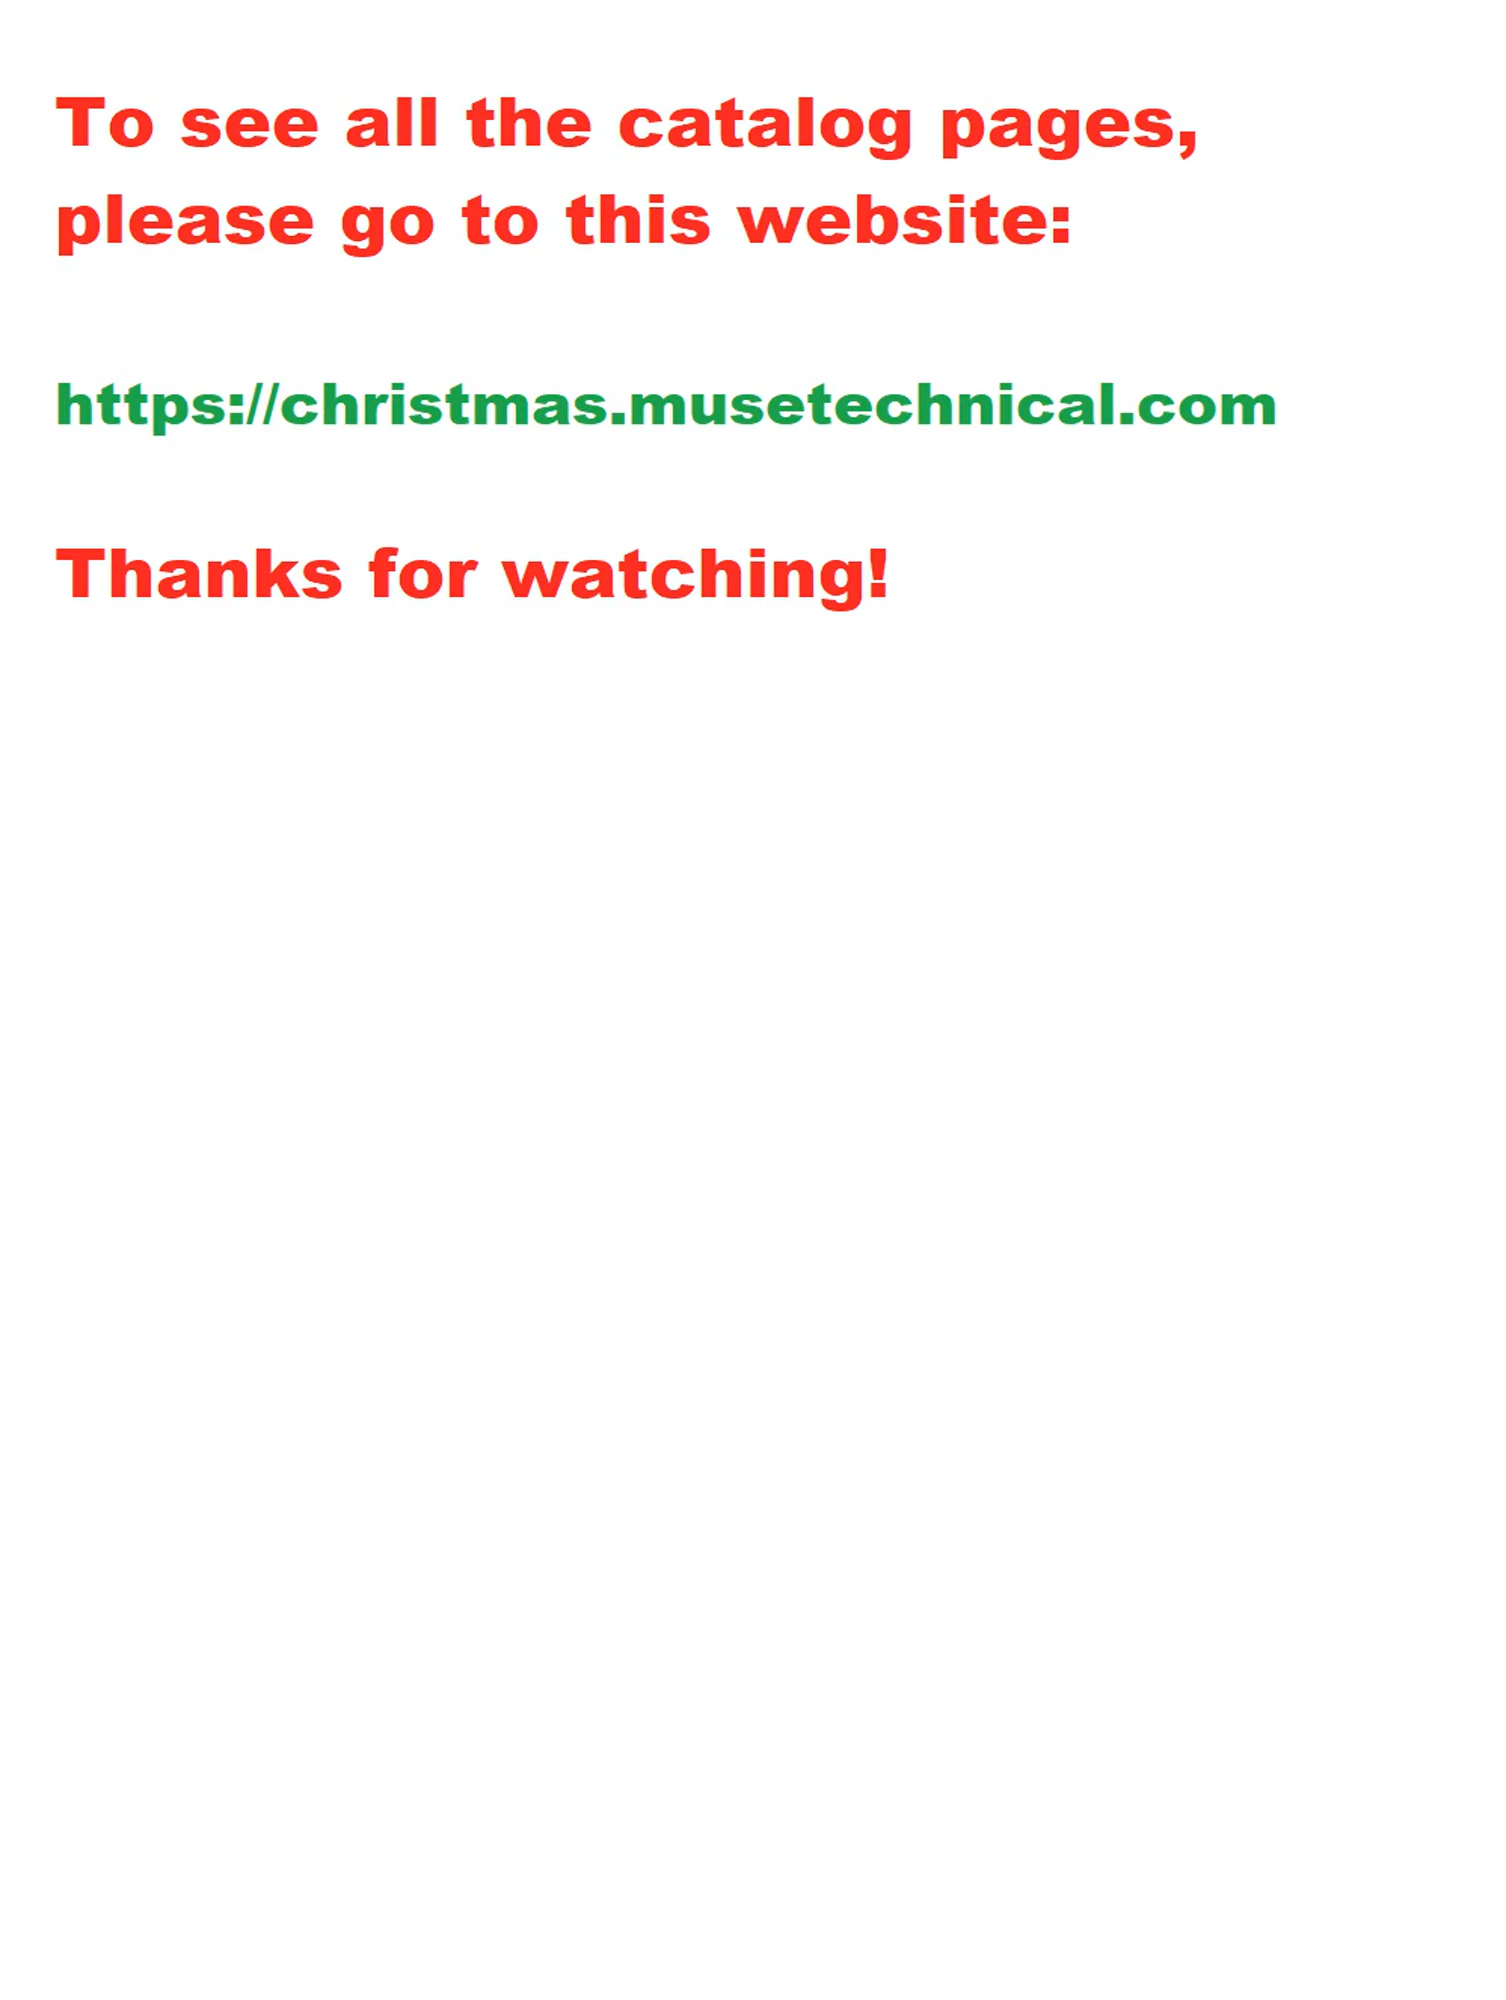 To see all the catalog pages,
please go to this website:
https://christmas.musetechnical.com
Thanks for watching!